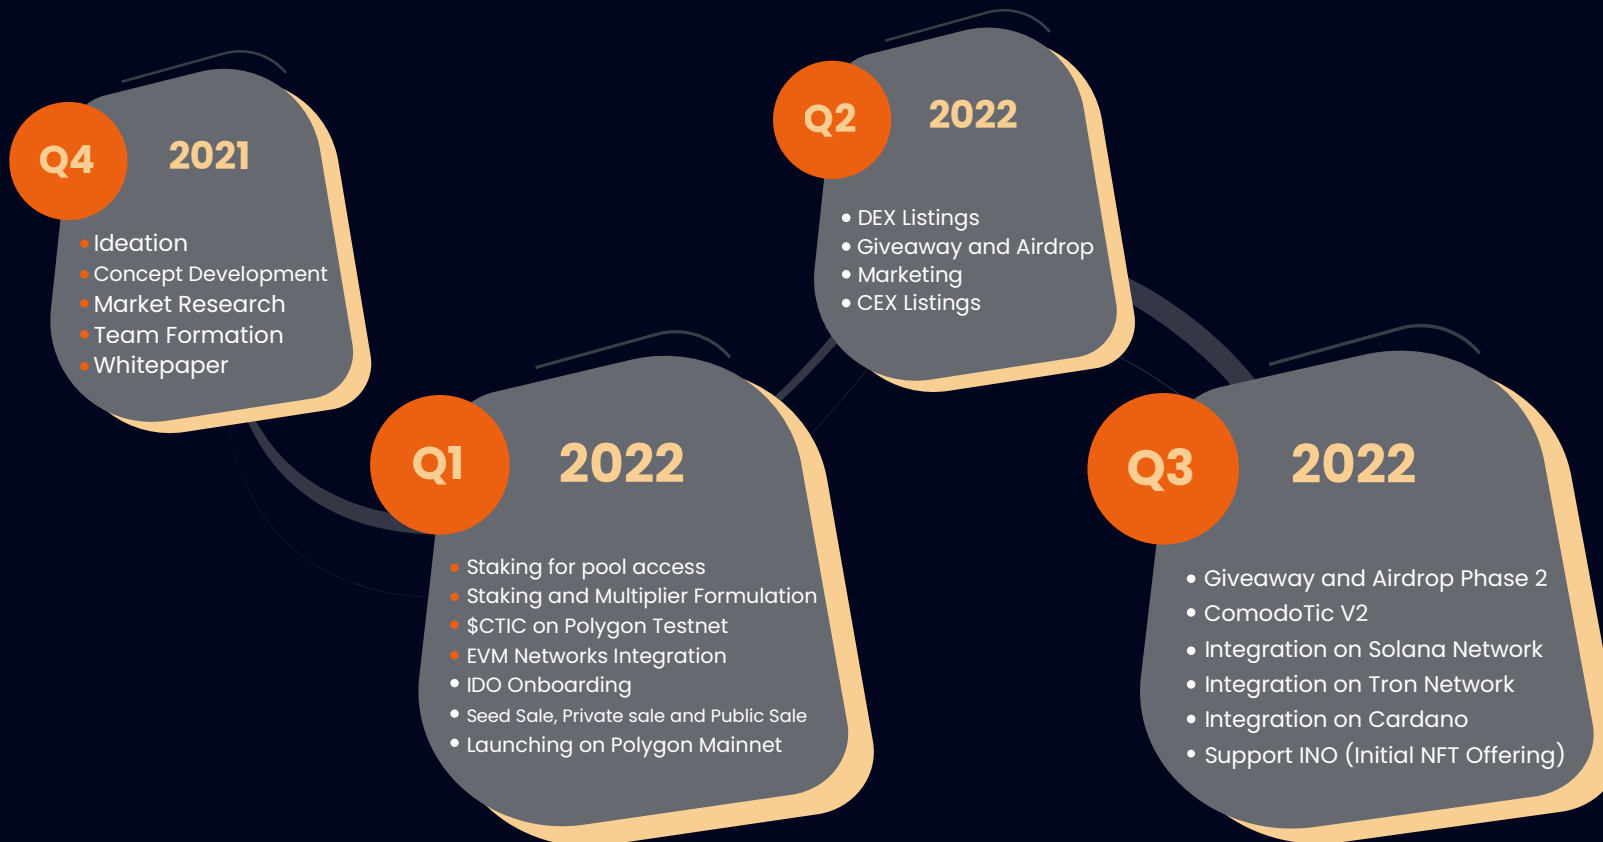 Q4
2021
Ideation
Concept Development
Market Research
Team Formation
Whitepaper
Q1
2022
Staking for pool access
Staking and Multiplier Formulation
$CTIC on Polygon Testnet
EVM Networks Integration
IDO Onboarding
Seed Sale, Private sale and Public Sale
Launching on Polygon Mainnet
Q2
2022
DEX Listings
Giveaway and Airdrop
Marketing
CEX Listings
Q3
2022
Giveaway and Airdrop Phase 2
ComodoTic V2
Integration on Solana Network
Integration on Tron Network
Integration on Cardano
Support INO (Initial NFT Offering)